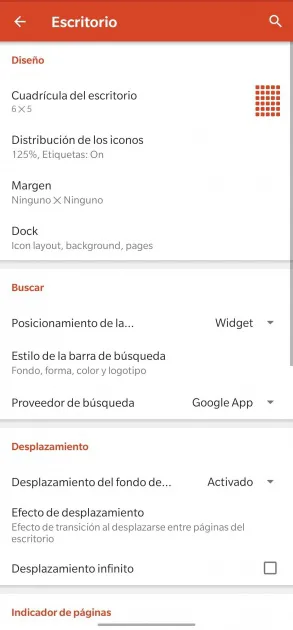 Escritorio
Diseño
Cuadrícula del escritorio
6 X 5
Distribución de los iconos
125%, Etiquetas: On
Margen
Ninguno X Ninguno
Dock
Icon layout, background, pages
Buscar
Posicionamiento de la... Widget
Estilo de la barra de búsqueda
Fondo, forma, color y logotipo
Proveedor de búsqueda Google App
Desplazamiento
Desplazamiento del fondo de... Activado
Efecto de desplazamiento
Efecto de transición al desplazarse entre páginas del
escritorio
Desplazamiento infinito
Indicador de páginas